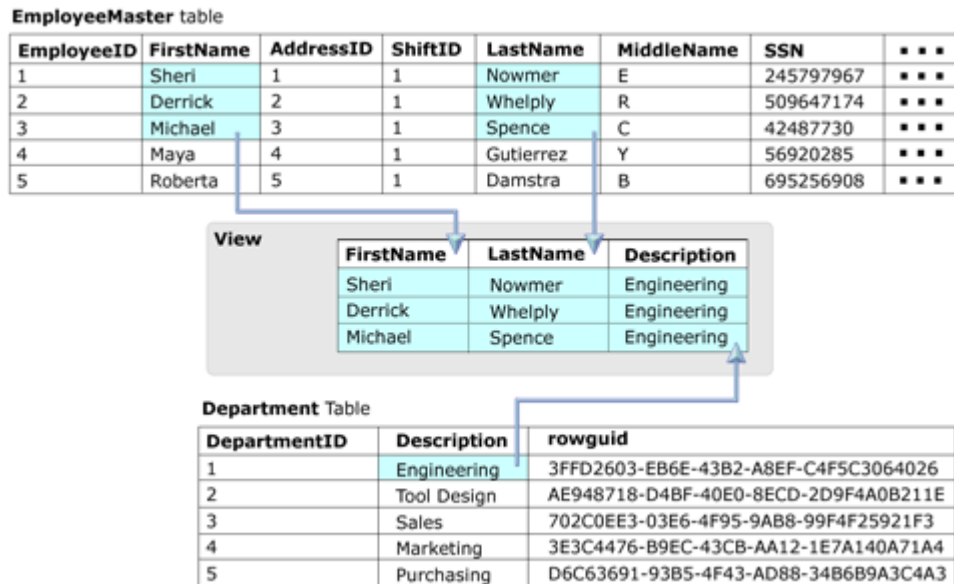 EmployeeMaster table
EmployeeID FirstName AddressID ShiftID LastName MiddleName SSN ▪ ▪ ▪
1 Sheri 1 1 Nowmer E 245797967 ▪ ▪ ▪
2 Derrick 2 1 Whelply R 509647174 ▪ ▪ ▪
3 Michael 3 1 Spence C 42487730 ▪ ▪ ▪
4 Maya 4 1 Gutierrez Y 56920285 ▪ ▪ ▪
5 Roberta 5 1 Damstra B 695256908 ▪ ▪ ▪
View
FirstName LastName Description
Sheri Nowmer Engineering
Derrick Whelply Engineering
Michael Spence Engineering
Department Table
DepartmentID Description rowguid
1 Engineering 3FFD2603-EB6E-43B2-A8EF-C4F5C3064026
2 Tool Design AE948718-D4BF-40E0-8ECD-2D9F4A0B211E
3 Sales 702C0EE3-03E6-4F95-9AB8-99F4F25921F3
4 Marketing 3E3C4476-B9EC-43CB-AA12-1E7A140A71A4
5 Purchasing D6C63691-93B5-4F43-AD88-34B6B9A3C4A3